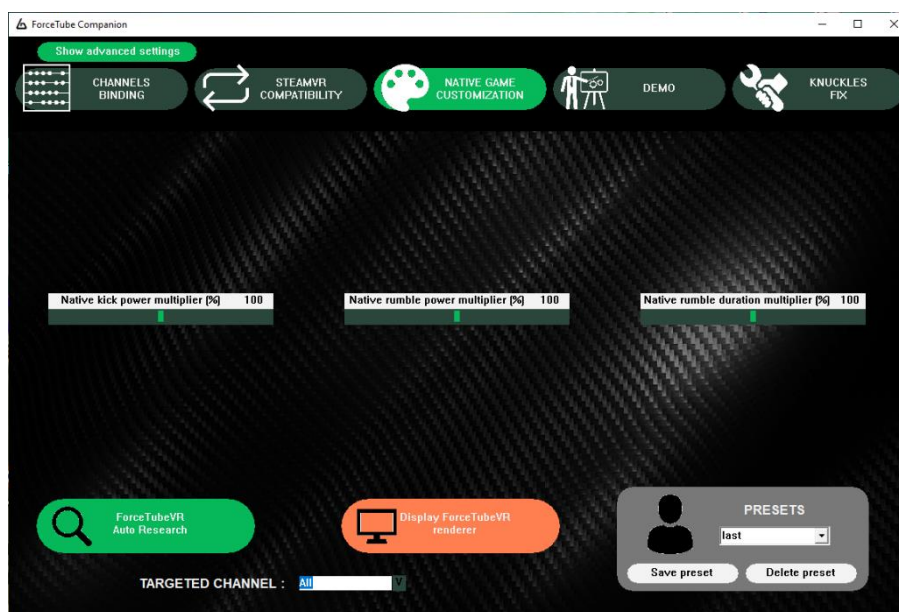 ForceTube Companion
Show advanced settings
CHANNELS
BINDING
STEAMVR
COMPATIBILITY
NATIVE GAME
CUSTOMIZATION
DEMO
KNUCKLES
FIX
Native kick power multiplier (%) 100
Native rumble power multiplier (%) 100
Native rumble duration multiplier (%) 100
ForceTubeVR
Auto Research
Display ForceTubeVR
renderer
PRESETS
last
Save preset
Delete preset
TARGETED CHANNEL : All V